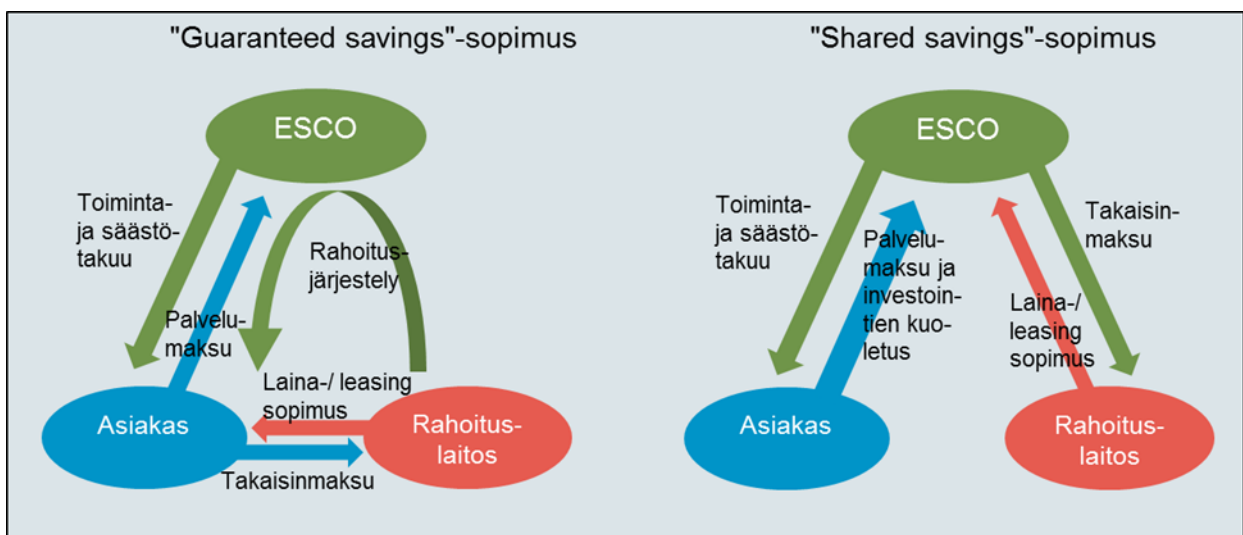 "Guaranteed savings"-sopimus
ESCO
Toiminta-
ja säästö-
takuu
Rahoitus-
järjestely
Palvelu-
maksu
Laina-/ leasing
sopimus
Asiakas
Rahoitus-
laitos
Takaisinmaksu
"Shared savings"-sopimus
ESCO
Toiminta-
ja säästö-
takuu
Palvelu-
maksu ja
investoin-
tien kuo-
letus
Takaisin-
maksu
Laina-/
leasing
sopimus
Asiakas
Rahoitus-
laitos